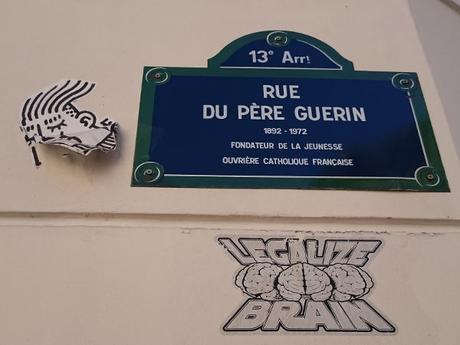 13e Arrt
RUE
DU PÈRE GUERIN
1892 - 1972
FONDATEUR DE LA JEUNESSE
OUVRIÈRE CATHOLIQUE FRANÇAISE
LEGALIZE
BRAIN